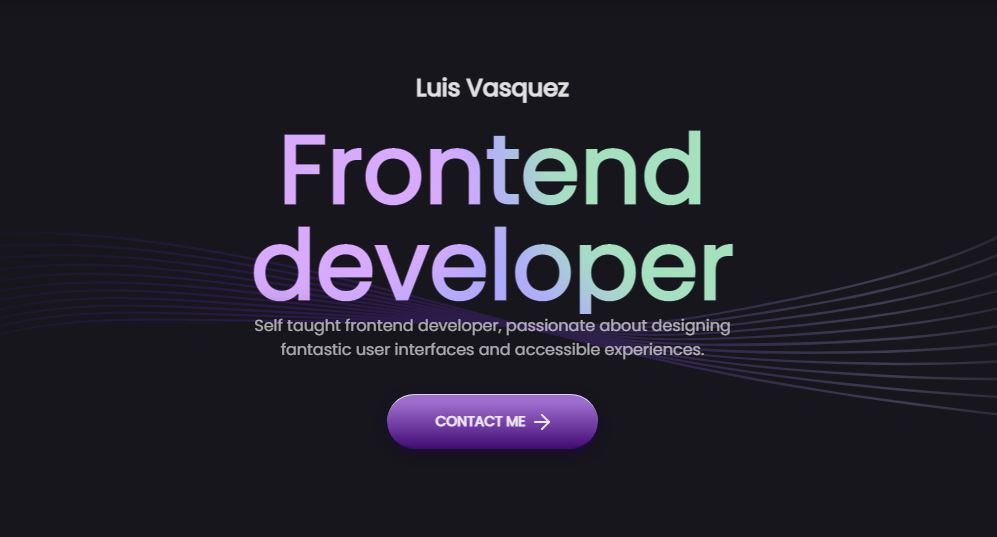 Luis Vasquez
Frontend
developer
Self taught frontend developer, passionate about designing
fantastic user interfaces and accessible experiences.
CONTACT ME